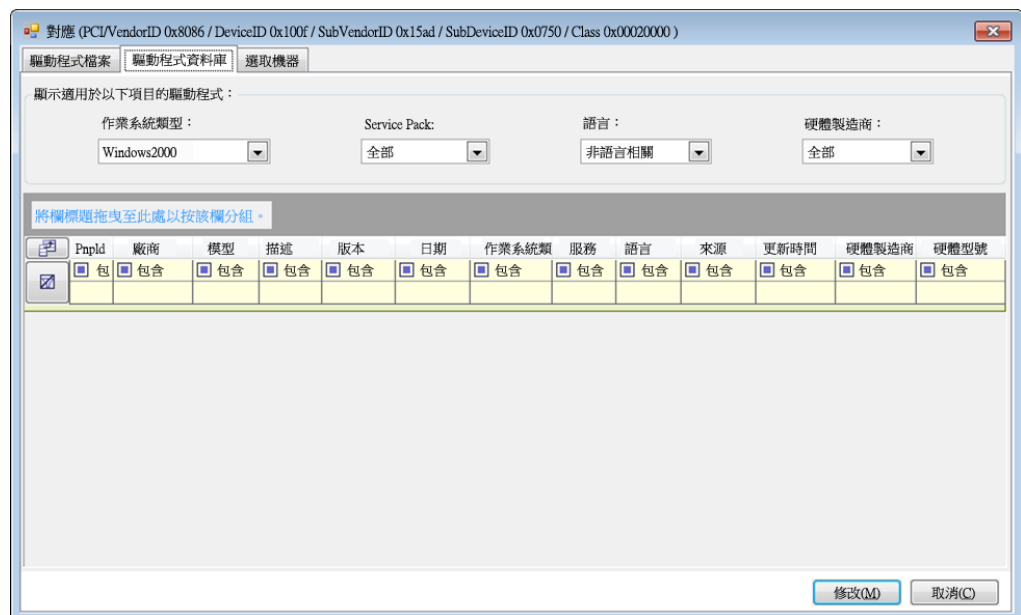 對應 (PCI/VendorID 0x8086 / DeviceID 0x100f / SubVendorID 0x15ad / SubDeviceID 0x0750 / Class 0x00020000 )
驅動程式檔案 驅動程式資料庫 選取機器
顯示適用於以下項目的驅動程式：
作業系統類型： Service Pack: 語言： 硬體製造商：
Windows2000 全部 非語言相關 全部
將欄標題拖曳至此處以按該欄分組。
PnpId 廠商 模型 描述 版本 日期 作業系統類 服務 語言 來源 更新時間 硬體製造商 硬體型號
包 包含 包含 包含 包含 包含 包含 包含 包含 包含 包含 包含 包含
修改(M) 取消(C)